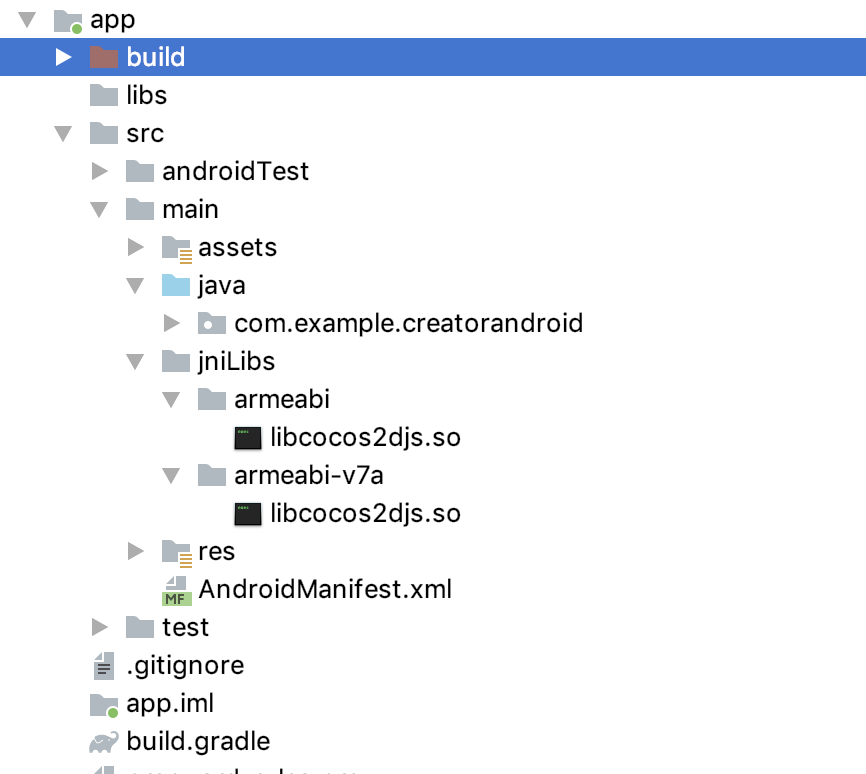 app
build
libs
src
androidTest
main
assets
java
com.example.creatorandroid
jniLibs
armeabi
libcocos2djs.so
armeabi-v7a
libcocos2djs.so
res
MF AndroidManifest.xml
test
.gitignore
app.iml
build.gradle